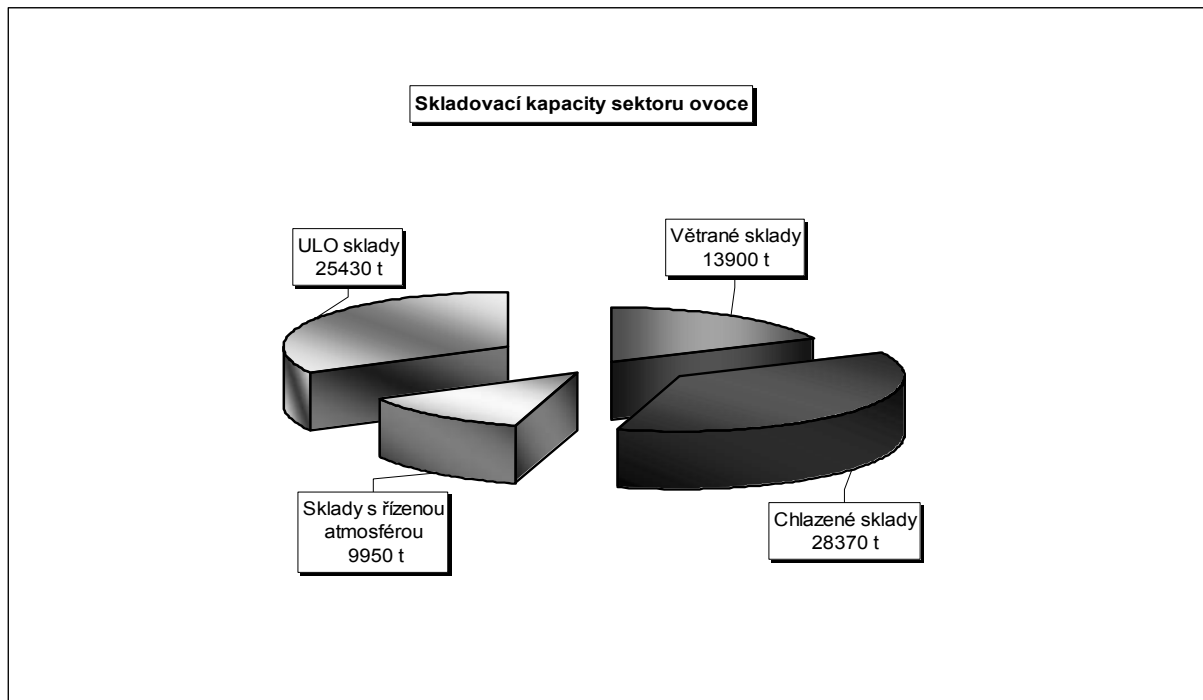 Skladovací kapacity sektoru ovoce
ULO sklady
25430 t
Větrané sklady
13900 t
Sklady s řízenou
atmosférou
9950 t
Chlazené sklady
28370 t